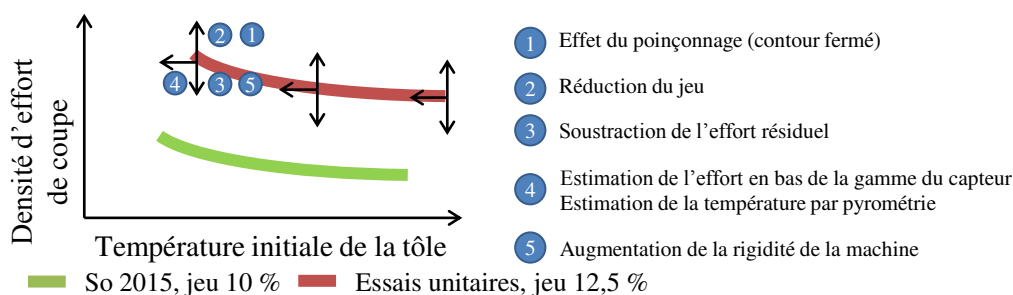 Densité d'effort
de coupe
2 1
4 3 5
Température initiale de la tôle
1 Effet du poinçonnage (contour fermé)
2 Réduction du jeu
3 Soustraction de l'effort résiduel
4 Estimation de l'effort en bas de la gamme du capteur
Estimation de la température par pyrométrie
5 Augmentation de la rigidité de la machine
So 2015, jeu 10 % Essais unitaires, jeu 12,5 %